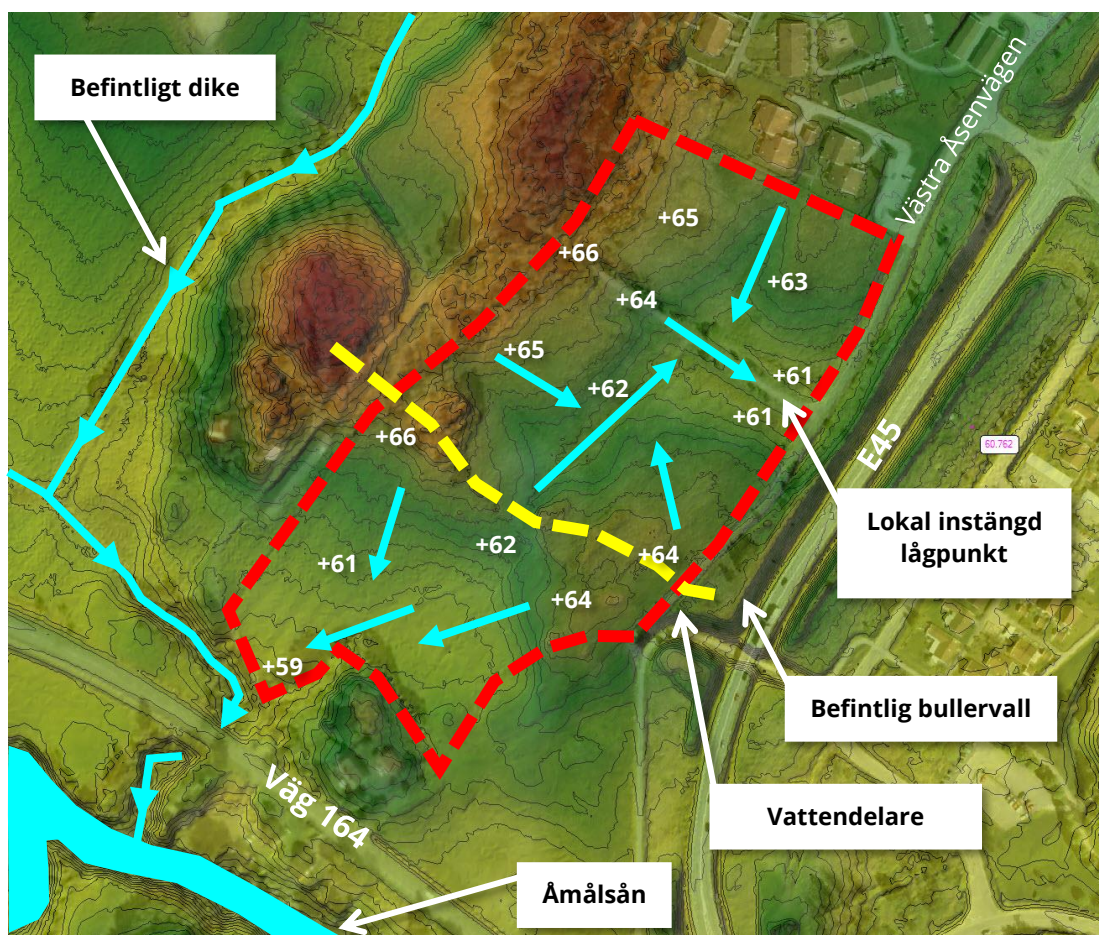 Befintligt dike
Västra Åsenvägen
+65
+66
+63
+64
+65
+62
+61
+61
E45
60.762
+66
Lokal instängd
lågpunkt
+62
+64
+61
+64
+59
Befintlig bullervall
Väg 164
Vattendelare
Åmålsån